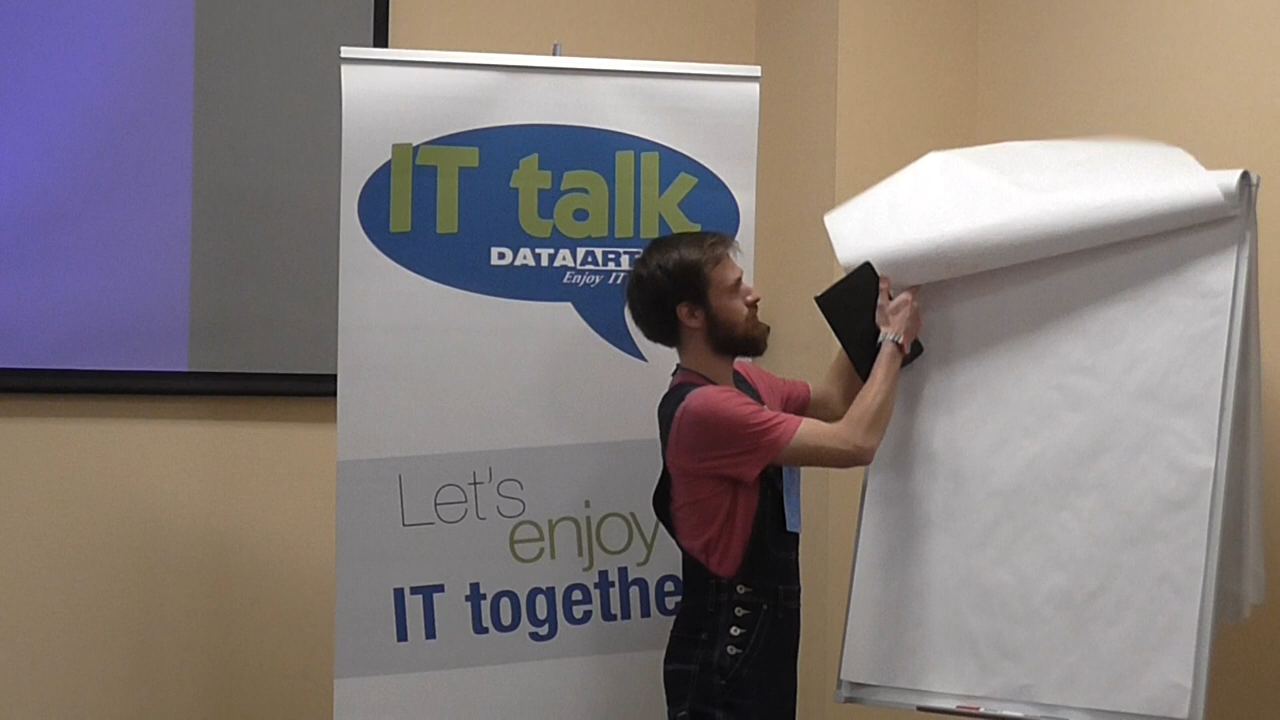 IT talk
DATAART
Enjoy IT
Let's
enjoy
IT togethe